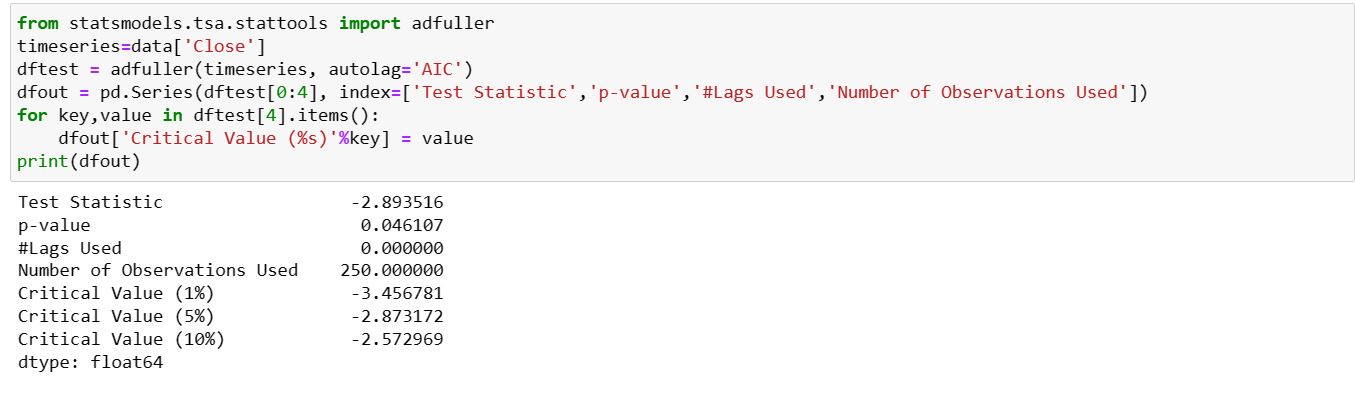 from statsmodels.tsa.stattools import adfuller
timeseries=data['Close']
dftest = adfuller(timeseries, autolag='AIC')
dfout = pd.Series(dftest[0:4], index=['Test Statistic','p-value','#Lags Used','Number of Observations Used'])
for key,value in dftest[4].items():
    dfout['Critical Value (%s)'%key] = value
print(dfout)
Test Statistic                 -2.893516
p-value                         0.046107
#Lags Used                      0.000000
Number of Observations Used    250.000000
Critical Value (1%)            -3.456781
Critical Value (5%)            -2.873172
Critical Value (10%)           -2.572969
dtype: float64